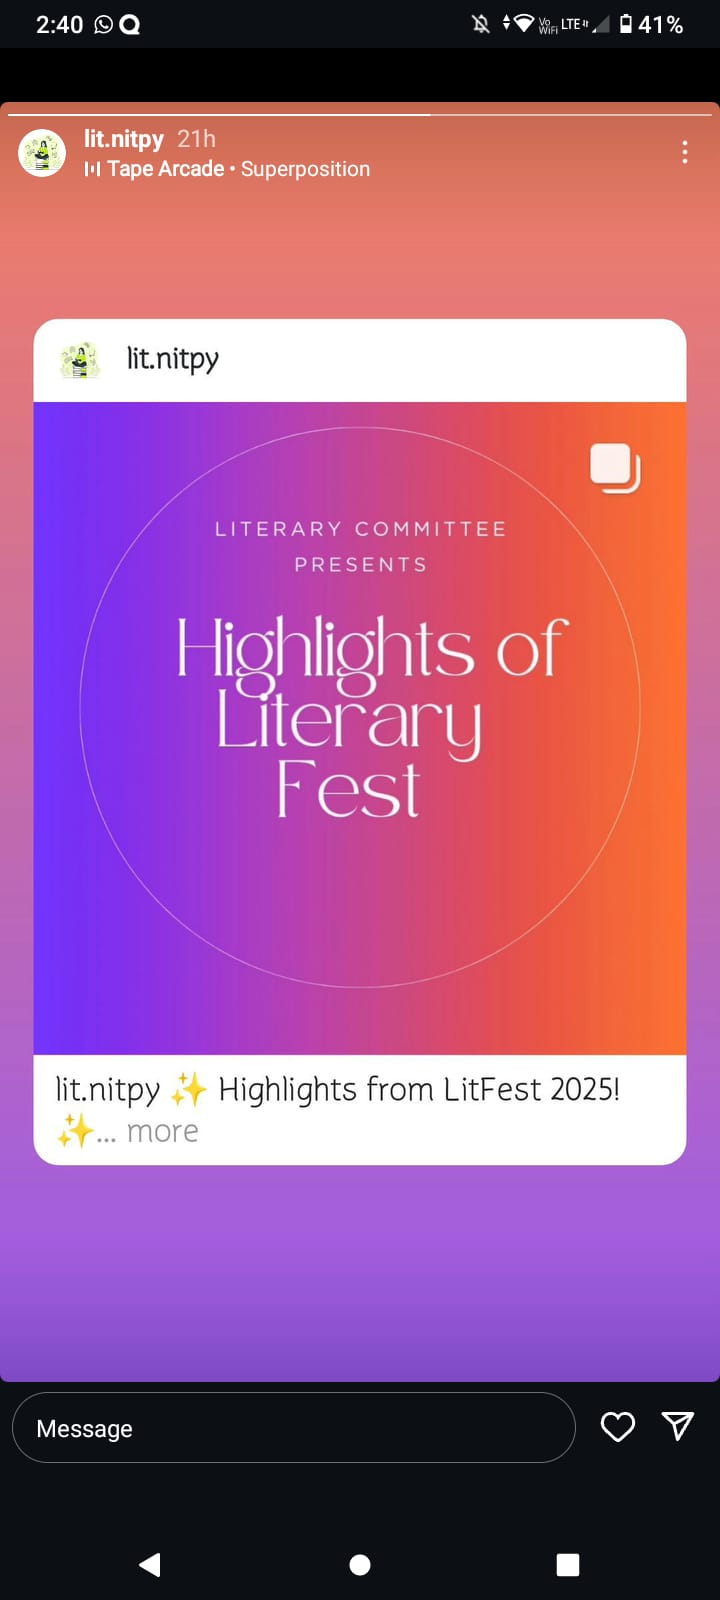 2:40
Vo WiFi LTE 41%
lit.nitpy 21h
Tape Arcade • Superposition
lit.nitpy
LITERARY COMMITTEE
PRESENTS
Highlights of
Literary
Fest
lit.nitpy ✨ Highlights from LitFest 2025!
✨... more
Message